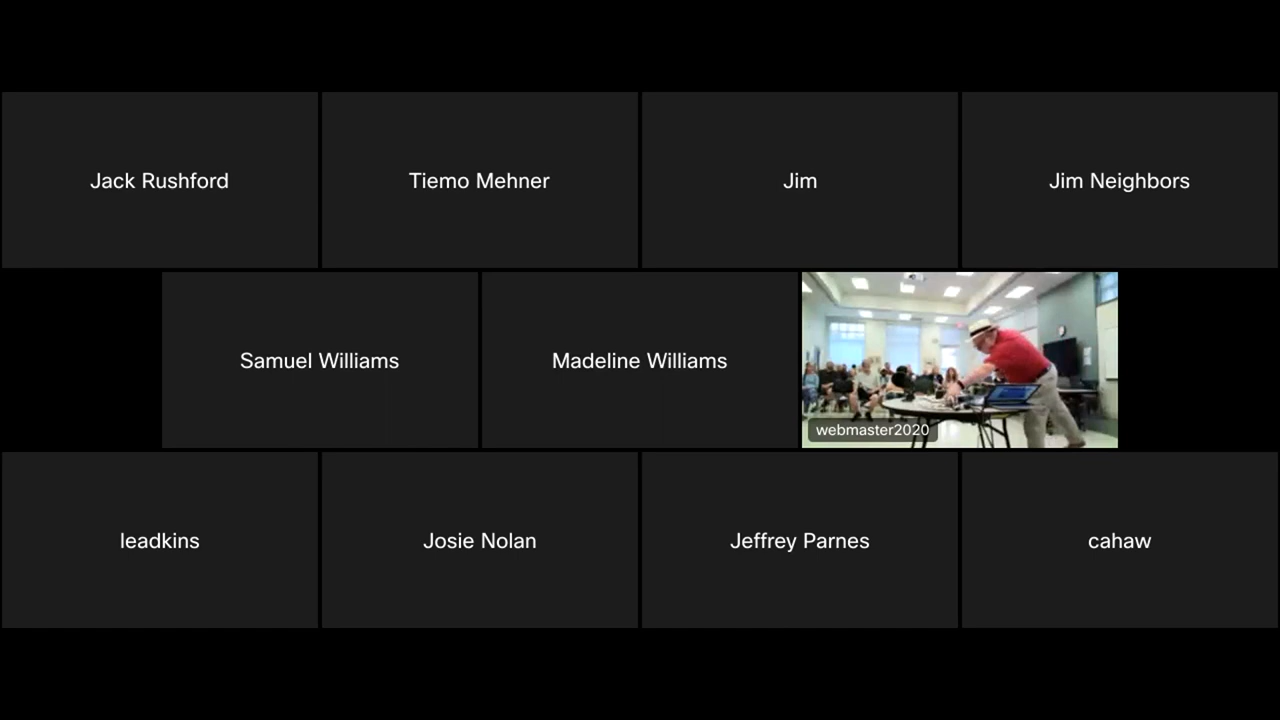 Jack Rushford
Tiemo Mehner
Jim
Jim Neighbors
Samuel Williams
Madeline Williams
webmaster2020
leadkins
Josie Nolan
Jeffrey Parnes
cahaw